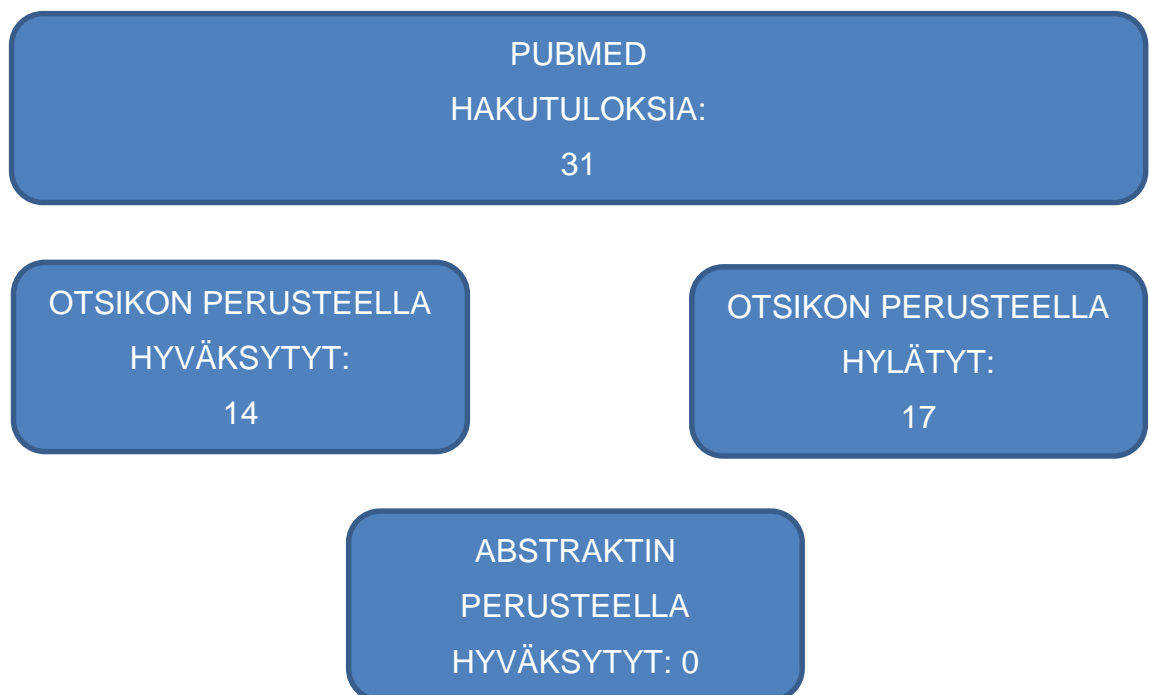 PUBMED
HAKUTULOKSIA:
31
OTSIKON PERUSTEELLA
HYVÄKSYTYT:
14
OTSIKON PERUSTEELLA
HYLÄTYT:
17
ABSTRAKTIN
PERUSTEELLA
HYVÄKSYTYT: 0